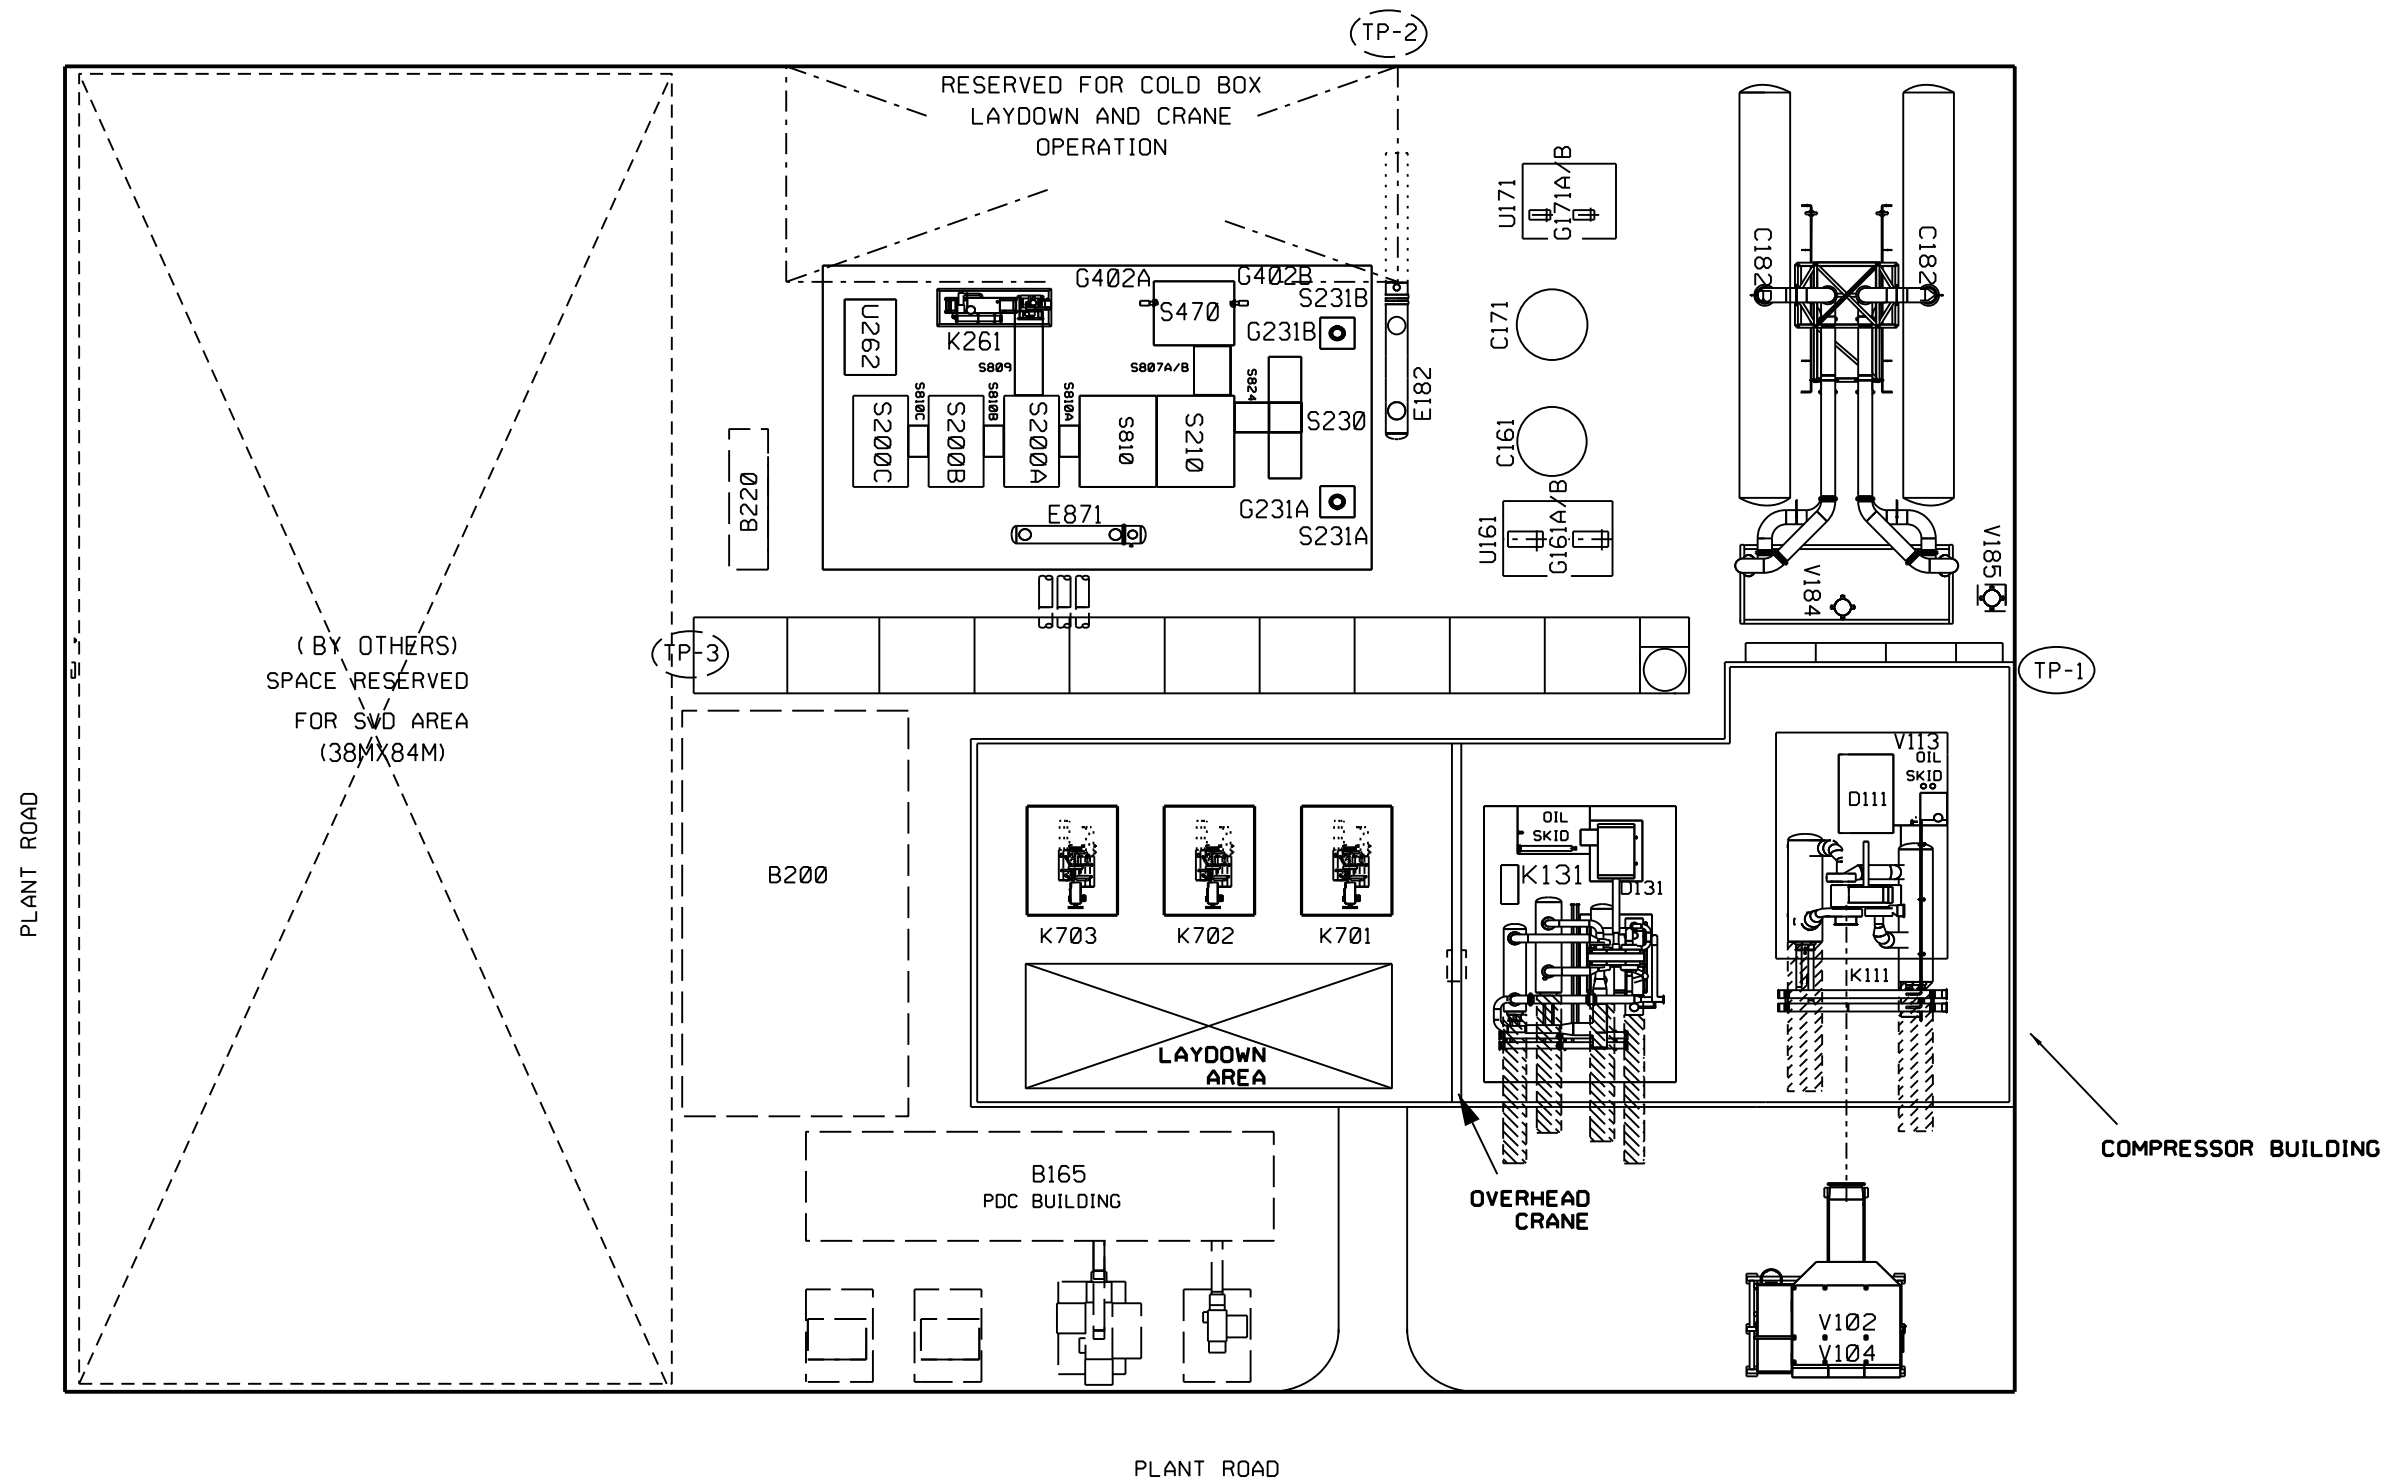 TP-2
RESERVED FOR COLD BOX
LAYDOWN AND CRANE
OPERATION
U171
G171A/B
C182
C182
G402A
G402B
S231B
U262
S470
K261
G231B
C171
S809
S807A/B
S824
E182
S810C
S810B
S810A
S200C
S200B
S200A
S810
S210
S230
C161
B220
G231A
E871
S231A
U161
G161A/B
V185
V184
(BY OTHERS)
SPACE RESERVED
FOR SVD AREA
(38MX84M)
TP-3
TP-1
V113
OIL
SKID
D111
OIL
SKID
K131
D131
PLANT ROAD
B200
K703
K702
K701
K111
LAYDOWN
AREA
COMPRESSOR BUILDING
B165
PDC BUILDING
OVERHEAD
CRANE
V102
V104
PLANT ROAD